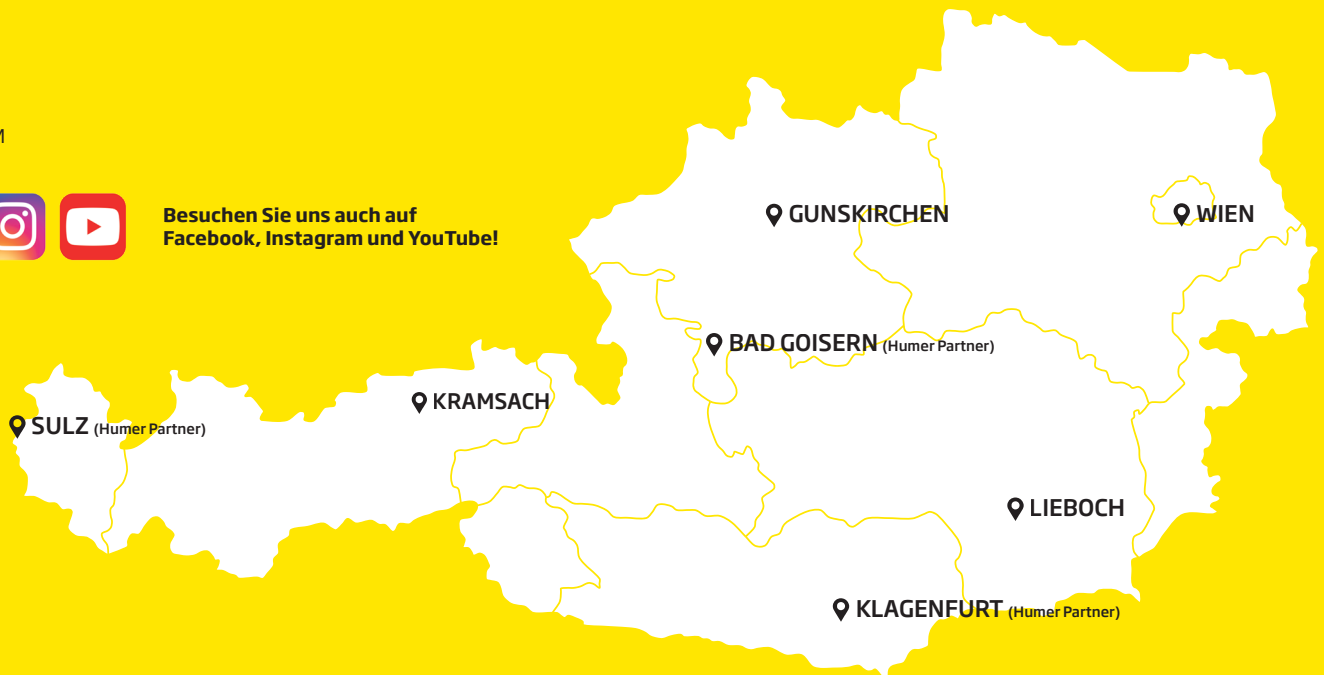 M
Besuchen Sie uns auch auf
Facebook, Instagram und YouTube!
GUNSKIRCHEN
WIEN
BAD GOISERN (Humer Partner)
KRAMSACH
SULZ (Humer Partner)
LIEBOCH
KLAGENFURT (Humer Partner)